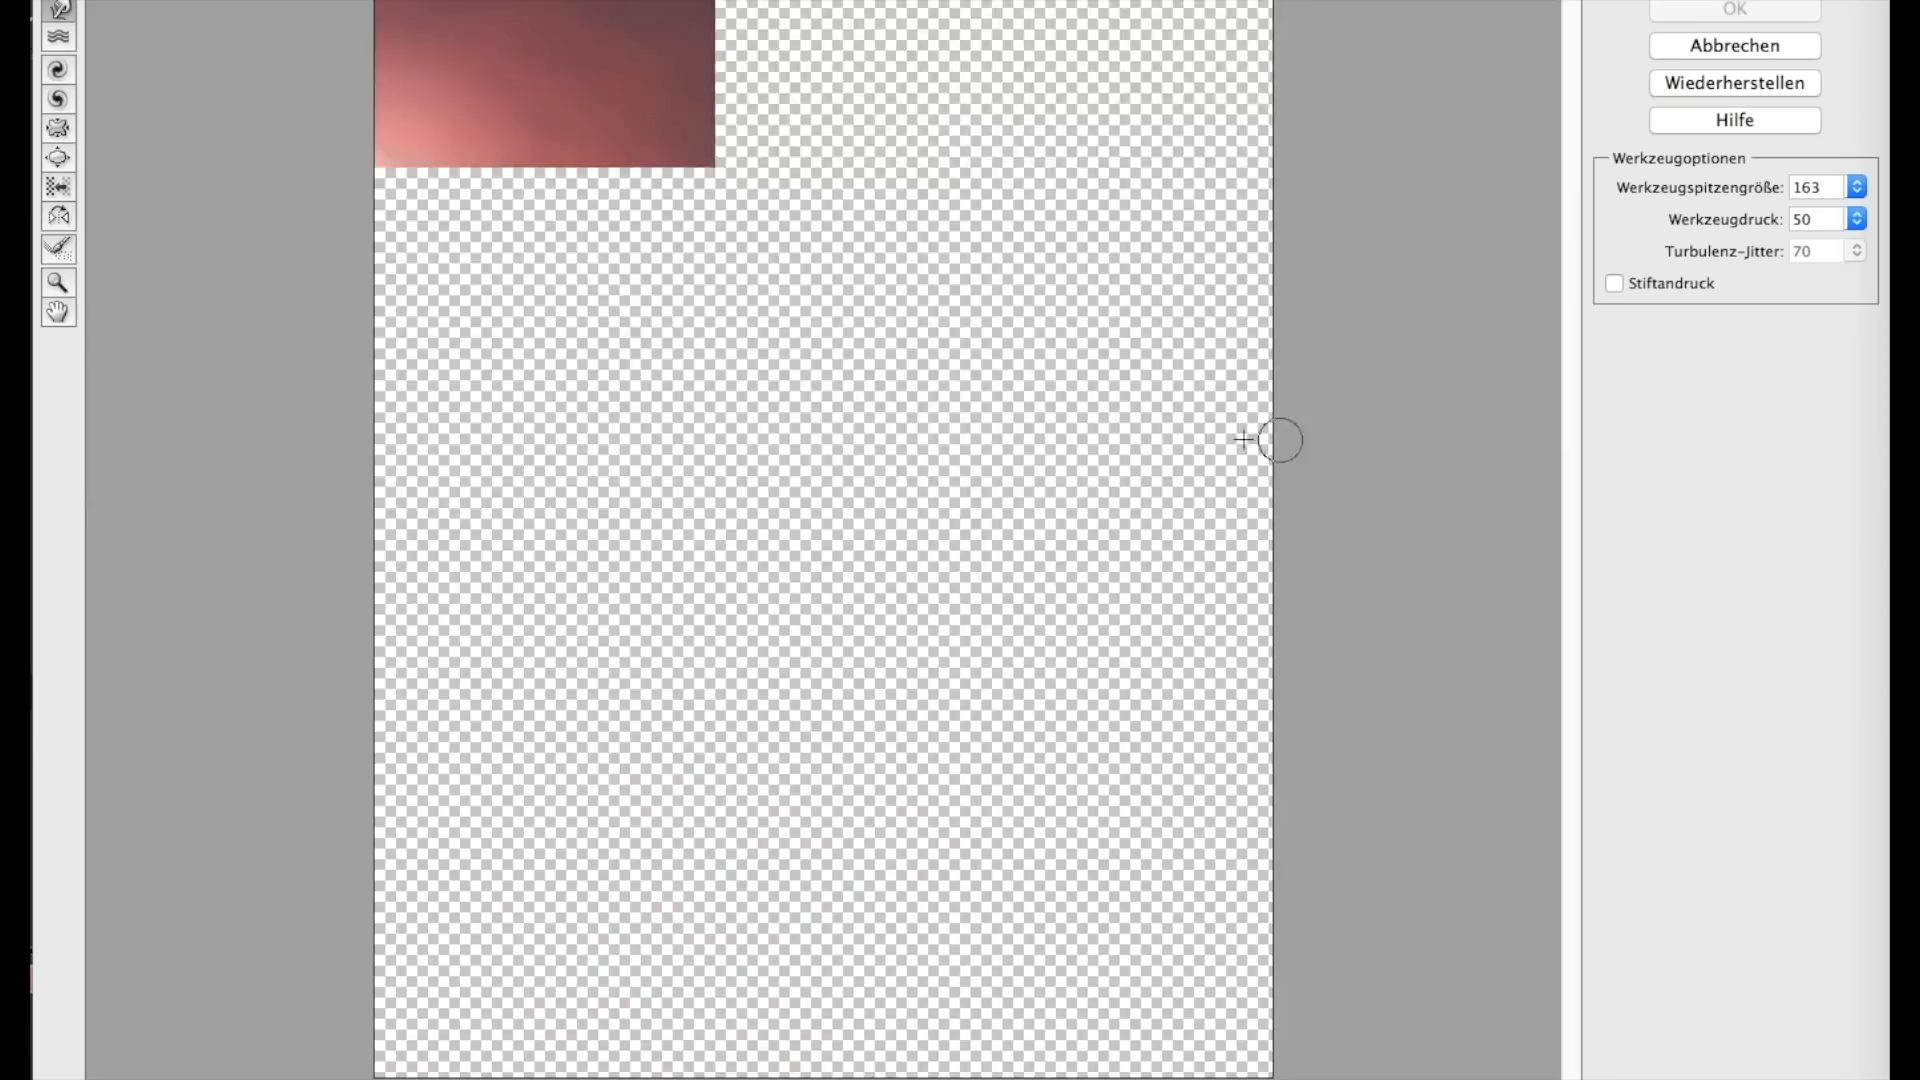 OK
Abbrechen
Wiederherstellen
Hilfe
Werkzeugoptionen
Werkzeugspitzengröße: 163
Werkzeugdruck: 50
Turbulenz-Jitter: 70
Stiftandruck